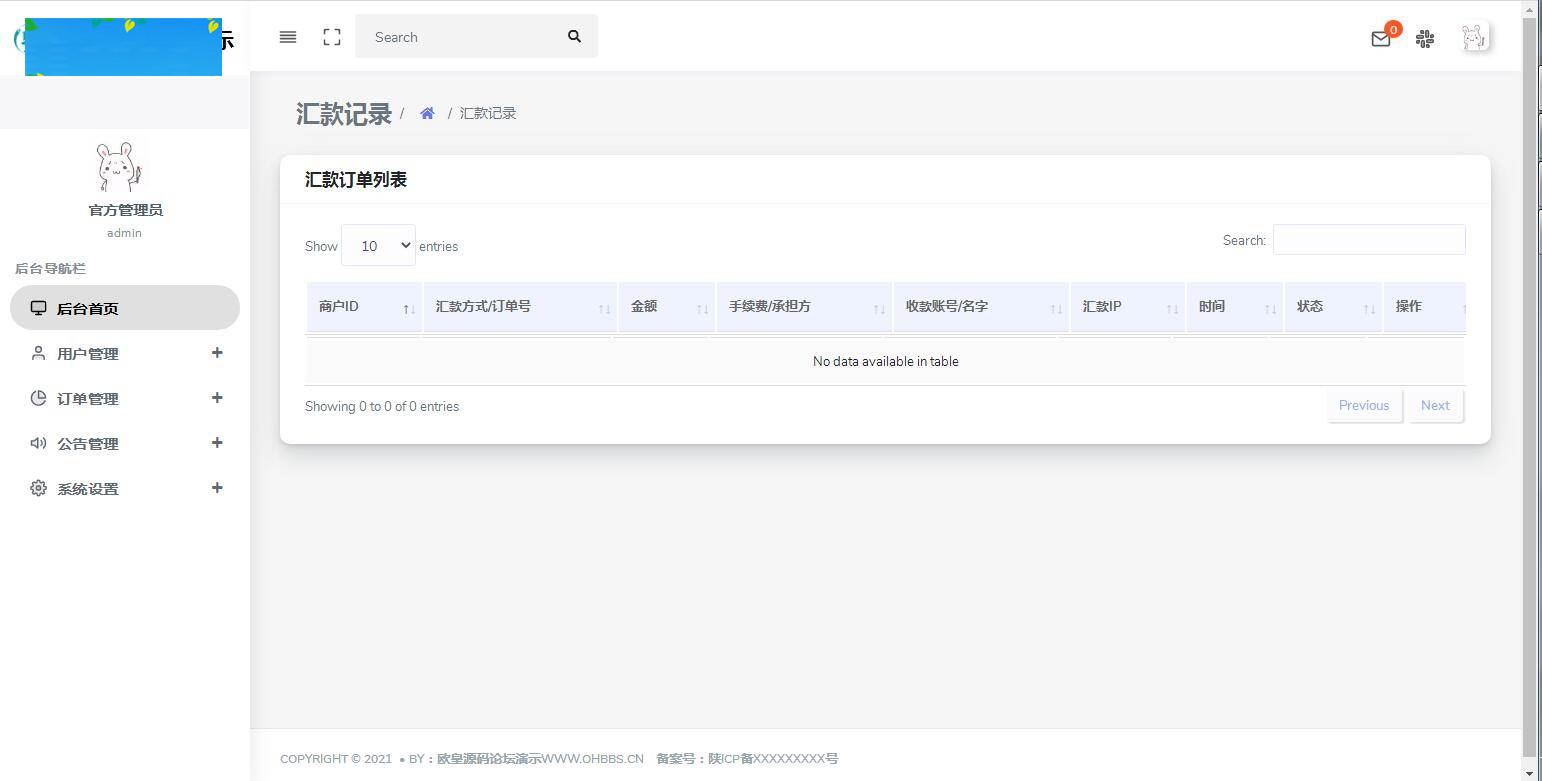 示
Search
0
汇款记录 / / 汇款记录
官方管理员
admin
后台导航栏
后台首页
用户管理 +
订单管理 +
公告管理 +
系统设置 +
汇款订单列表
Show 10 entries
Search:
商户ID 汇款方式/订单号 金额 手续费/承担方 收款账号/名字 汇款IP 时间 状态 操作
No data available in table
Showing 0 to 0 of 0 entries
Previous Next
COPYRIGHT © 2021 • BY：欧皇源码论坛演示WWW.OHBBS.CN 备案号：陕ICP备XXXXXXXXX号